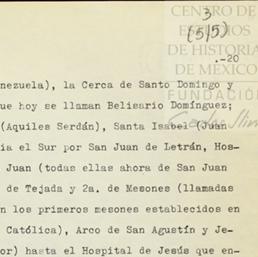 CENTRO DE
3
ESTUDIOS
(5/5)
DE HISTORIA
DE MÉXICO
.-20
FUNDACIÓN
nezuela), la Cerca de Santo Domingo y
ue hoy se llaman Belisario Domínguez;
(Aquiles Serdán), Santa Isabel (Juan
ia el Sur por San Juan de Letrán, Hos-
Juan (todas ellas ahora de San Juan
de Tejada y 2a. de Mesones (llamadas
n los primeros mesones establecidos en
Católica), Arco de San Agustín y Je-
or) hasta el Hospital de Jesús que en-